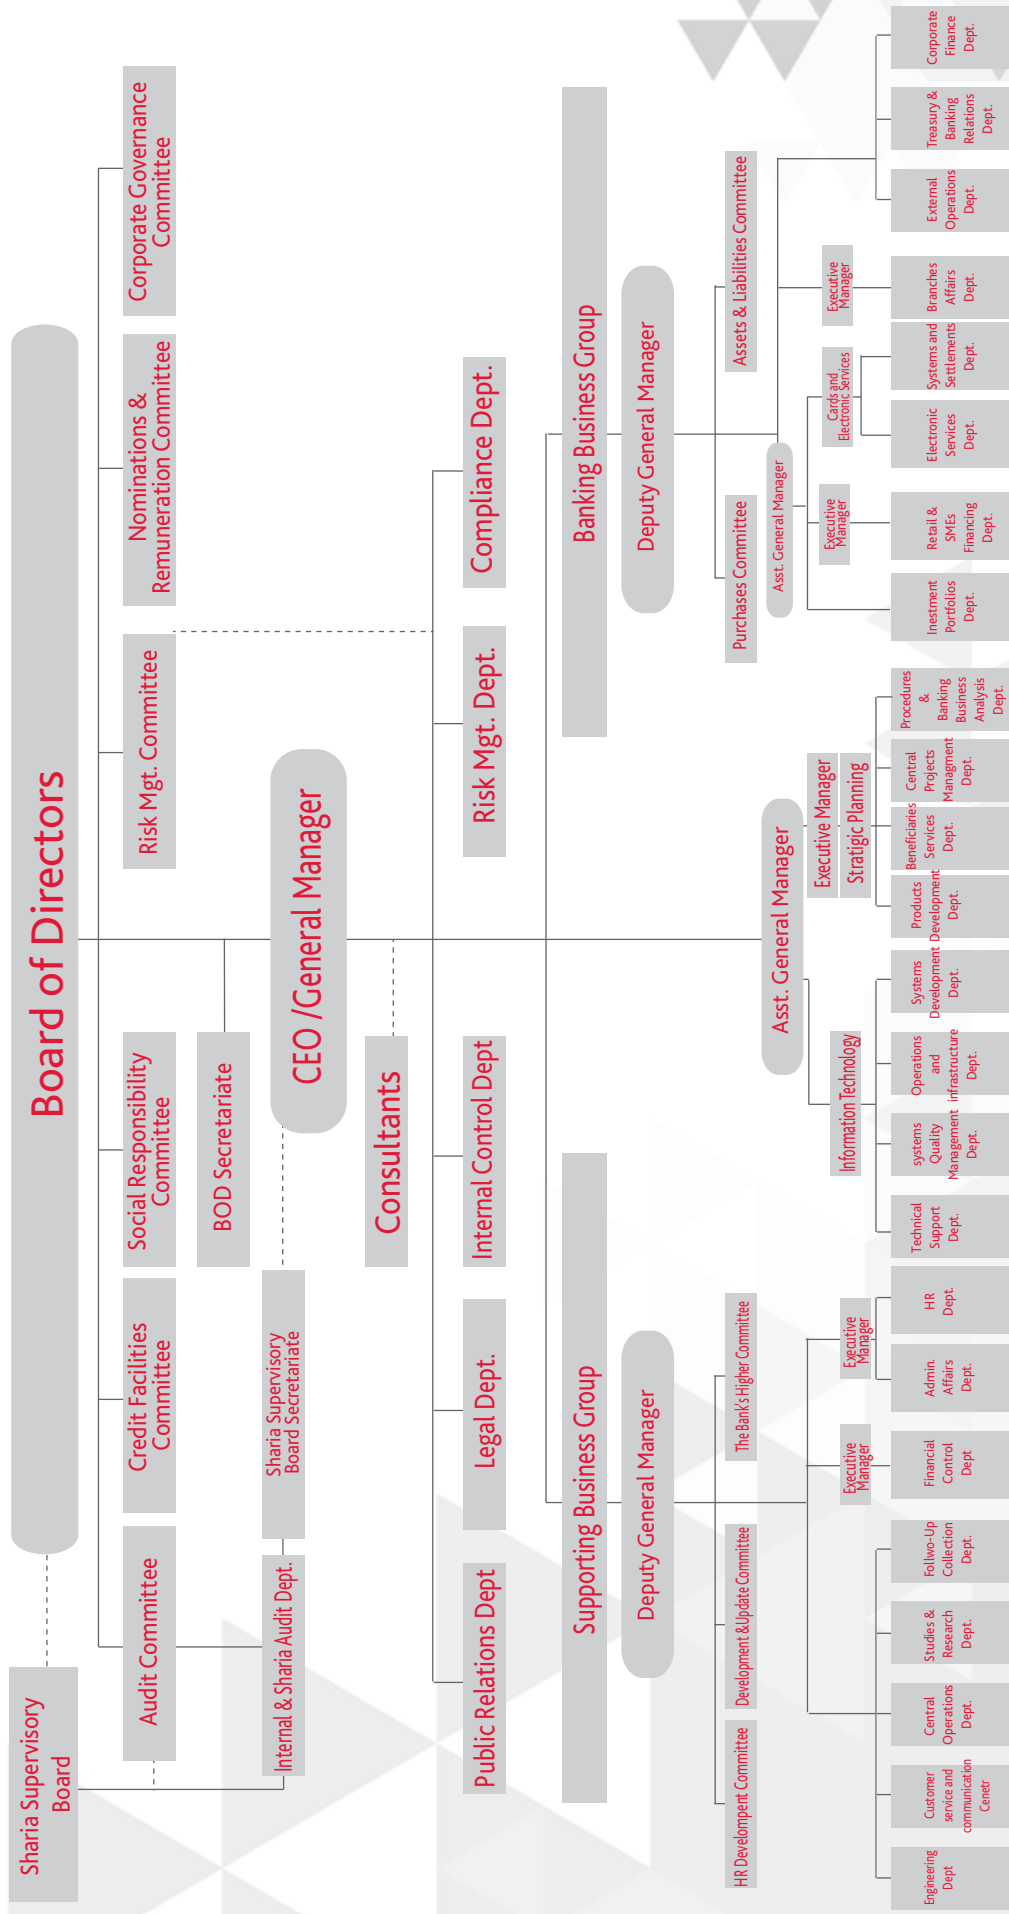 Board of Directors
Sharia Supervisory
Board
Audit Committee
Credit Facilities
Committee
Social Responsibility
Committee
Risk Mgt. Committee
Nominations &
Remuneration Committee
Corporate Governance
Committee
BOD Secretariate
Internal & Sharia Audit Dept.
Sharia Supervisory
Board Secretariate
CEO /General Manager
Consultants
Public Relations Dept
Legal Dept.
Internal Control Dept
Risk Mgt. Dept.
Compliance Dept.
Supporting Business Group
Banking Business Group
Deputy General Manager
Deputy General Manager
HR Develompent Committee
Development &Update Committee
The Bank's Higher Committee
Purchases Committee
Assets & Liabilities Committee
Asst. General Manager
Asst. General Manager
Executive
Manager
Executive
Manager
Information Technology
Executive Manager
Stratigic Planning
Executive
Manager
Cards and
Electronic Services
Executive
Manager
Engineering
Dept
Customer
service and
communication
Cenetr
Central
Operations
Dept.
Studies &
Research
Dept.
Follwo-Up
Collection
Dept.
Financial
Control
Dept
Admin.
Affairs
Dept.
HR
Dept.
Technical
Support
Dept.
systems
Quality
Management
Dept.
Operations
and
infrastructure
Dept.
Systems
Development
Dept.
Products
Development
Dept.
Beneficiaries
Services
Dept.
Central
Projects
Managment
Dept.
Procedures
&
Banking
Business
Analysis
Dept.
Inestment
Portfolios
Dept.
Retail &
SMEs
Financing
Dept.
Electronic
Services
Dept.
Systems and
Settlements
Dept.
Branches
Affairs
Dept.
External
Operations
Dept.
Treasury &
Banking
Relations
Dept.
Corporate
Finance
Dept.